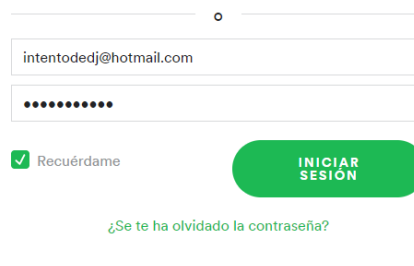 o
intentodedj@hotmail.com
●●●●●●●●●●●
Recuérdame
INICIAR
SESIÓN
¿Se te ha olvidado la contraseña?